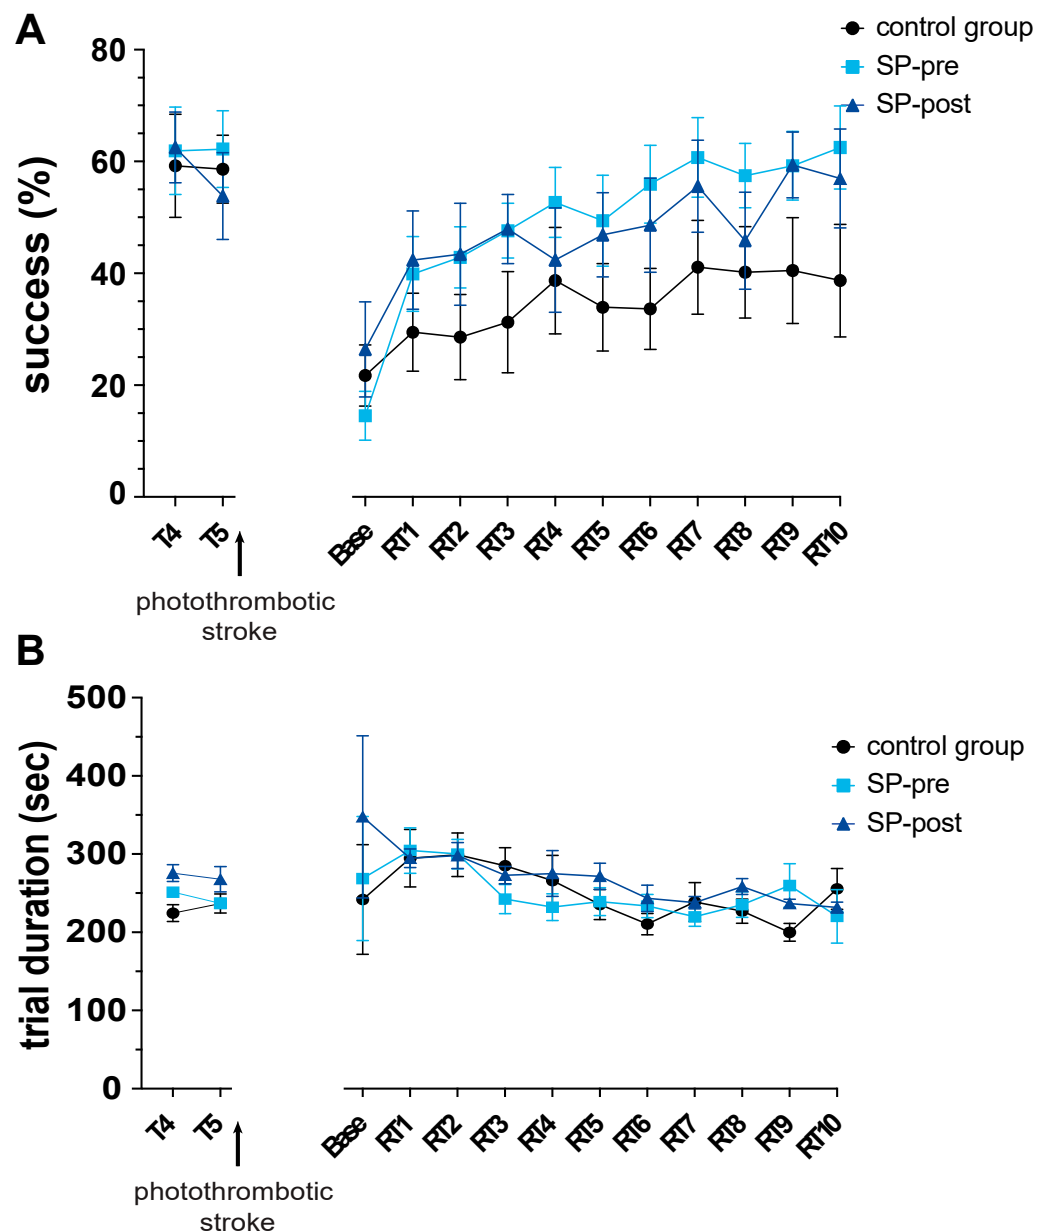 A
control group
SP-pre
SP-post
success (%)
80
60
40
20
0
T4 T5 Base RT1 RT2 RT3 RT4 RT5 RT6 RT7 RT8 RT9 RT10
photothrombotic
stroke
B
control group
SP-pre
SP-post
trial duration (sec)
500
400
300
200
100
0
T4 T5 Base RT1 RT2 RT3 RT4 RT5 RT6 RT7 RT8 RT9 RT10
photothrombotic
stroke